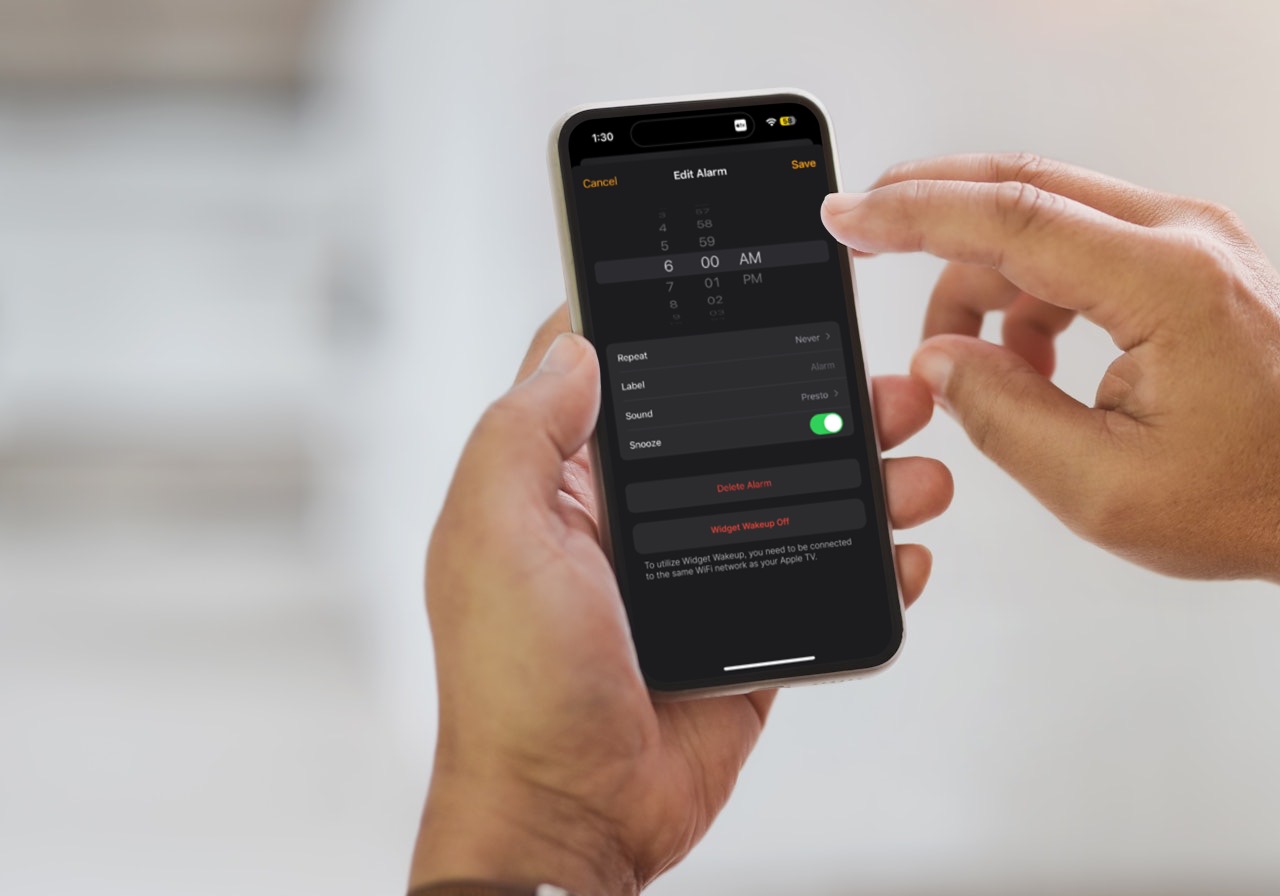 1:30
58
Cancel
Edit Alarm
Save
57
4 58
5 59
6 00 AM
7 01 PM
8 02
03
Repeat Never >
Label Alarm
Sound Presto >
Snooze
Delete Alarm
Widget Wakeup Off
To utilize Widget Wakeup, you need to be connected
to the same WiFi network as your Apple TV.